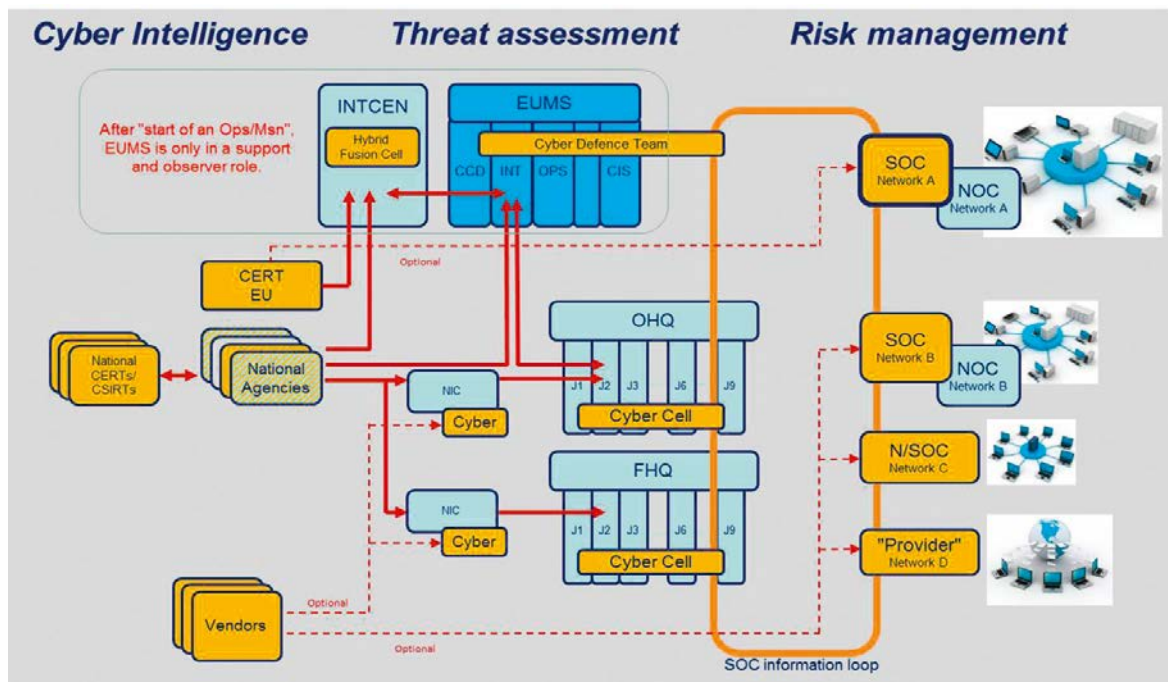 Cyber Intelligence
Threat assessment
Risk management
After "start of an Ops/Msn",
EUMS is only in a support
and observer role.
INTCEN
Hybrid
Fusion Cell
EUMS
Cyber Defence Team
CCD
INT
OPS
CIS
SOC
Network A
NOC
Network A
Optional
CERT
EU
National
CERTs/
CSIRTs
National
Agencies
OHQ
J1
J2
J3
J6
J9
Cyber Cell
NIC
Cyber
SOC
Network B
NOC
Network B
N/SOC
Network C
FHQ
J1
J2
J3
J6
J9
Cyber Cell
NIC
Cyber
"Provider"
Network D
Vendors
Optional
Optional
SOC information loop